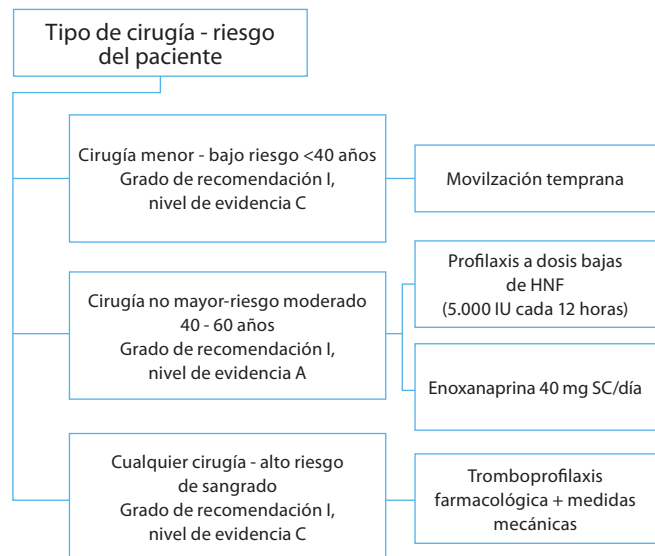 Tipo de cirugía - riesgo
del paciente
Cirugía menor - bajo riesgo <40 años
Grado de recomendación I,
nivel de evidencia C
Movilzación temprana
Cirugía no mayor-riesgo moderado
40 - 60 años
Grado de recomendación I,
nivel de evidencia A
Profilaxis a dosis bajas
de HNF
(5.000 IU cada 12 horas)
Enoxanaprina 40 mg SC/día
Cualquier cirugía - alto riesgo
de sangrado
Grado de recomendación I,
nivel de evidencia C
Tromboprofilaxis
farmacológica + medidas
mecánicas